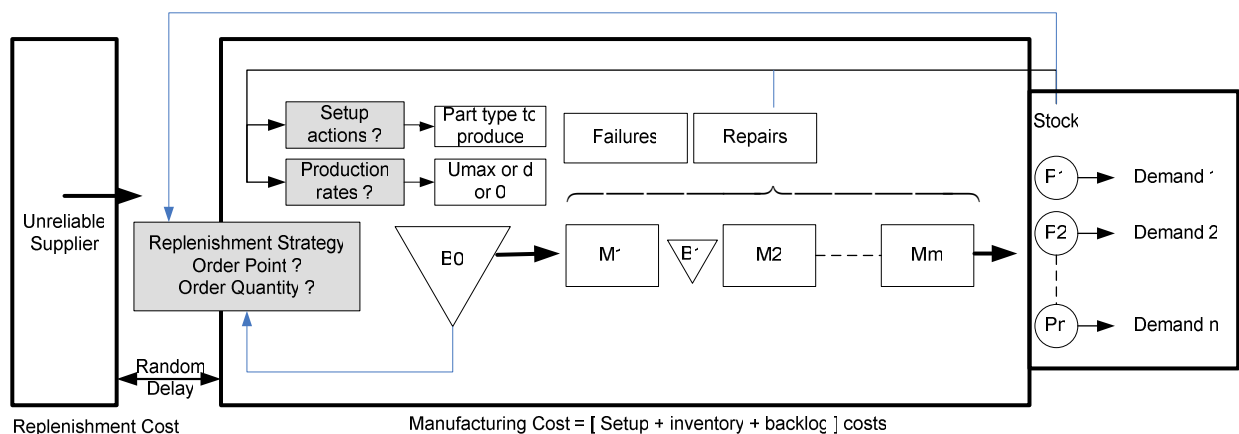 Unreliable
Supplier
Replenishment Strategy
Order Point ?
Order Quantity ?
Random
Delay
Replenishment Cost
Setup
actions ?
Part type to
produce
Production
rates ?
Umax or d
or 0
Failures
Repairs
B0
M1
B1
M2
Mm
Stock
F1
Demand 1
F2
Demand 2
Pr
Demand n
Manufacturing Cost = [ Setup + inventory + backlog ] costs